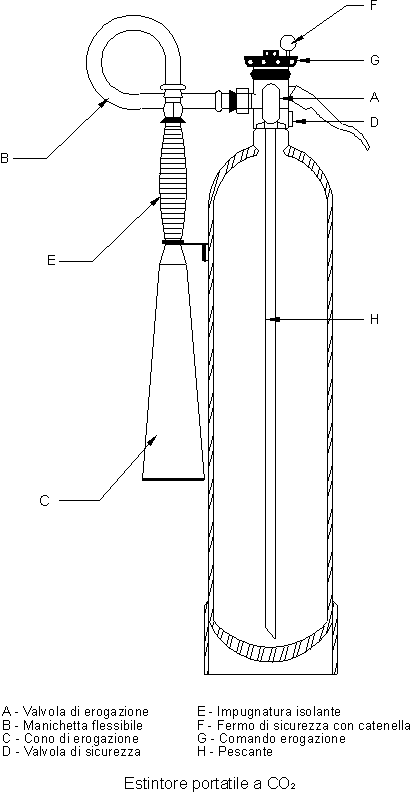 F
G
A
D
B
E
H
C
A - Valvola di erogazione
B - Manichetta flessibile
C - Cono di erogazione
D - Valvola di sicurezza
E - Impugnatura isolante
F - Fermo di sicurezza con catenella
G - Comando erogazione
H - Pescante
Estintore portatile a CO₂